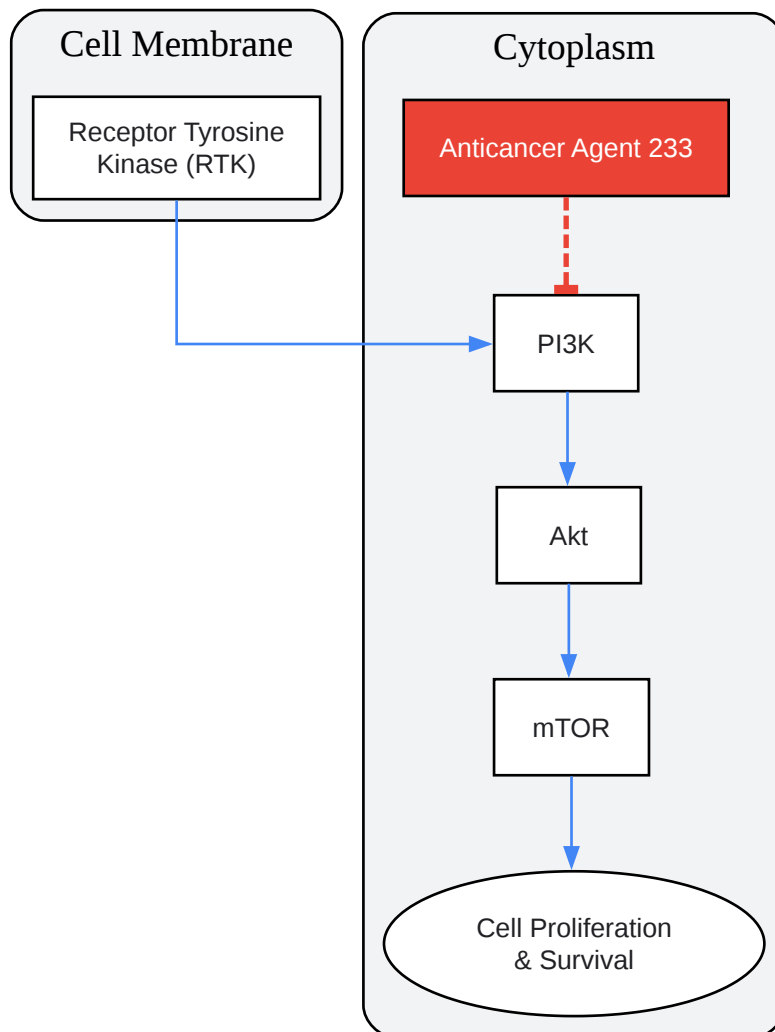 Cell Membrane
Receptor Tyrosine
Kinase (RTK)
Cytoplasm
Anticancer Agent 233
PI3K
Akt
mTOR
Cell Proliferation
& Survival